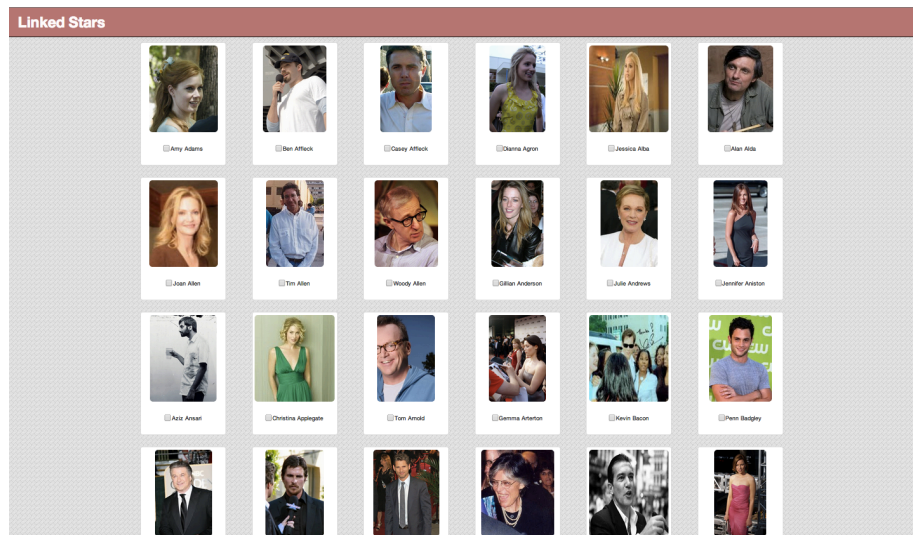 Linked Stars
Amy Adams
Ben Affleck
Casey Affleck
Dianna Agron
Jessica Alba
Alan Alda
Joan Allen
Tim Allen
Woody Allen
Gillian Anderson
Julie Andrews
Jennifer Aniston
Aziz Ansari
Christina Applegate
Tom Arnold
Gemma Arterton
Kevin Bacon
Penn Badgley